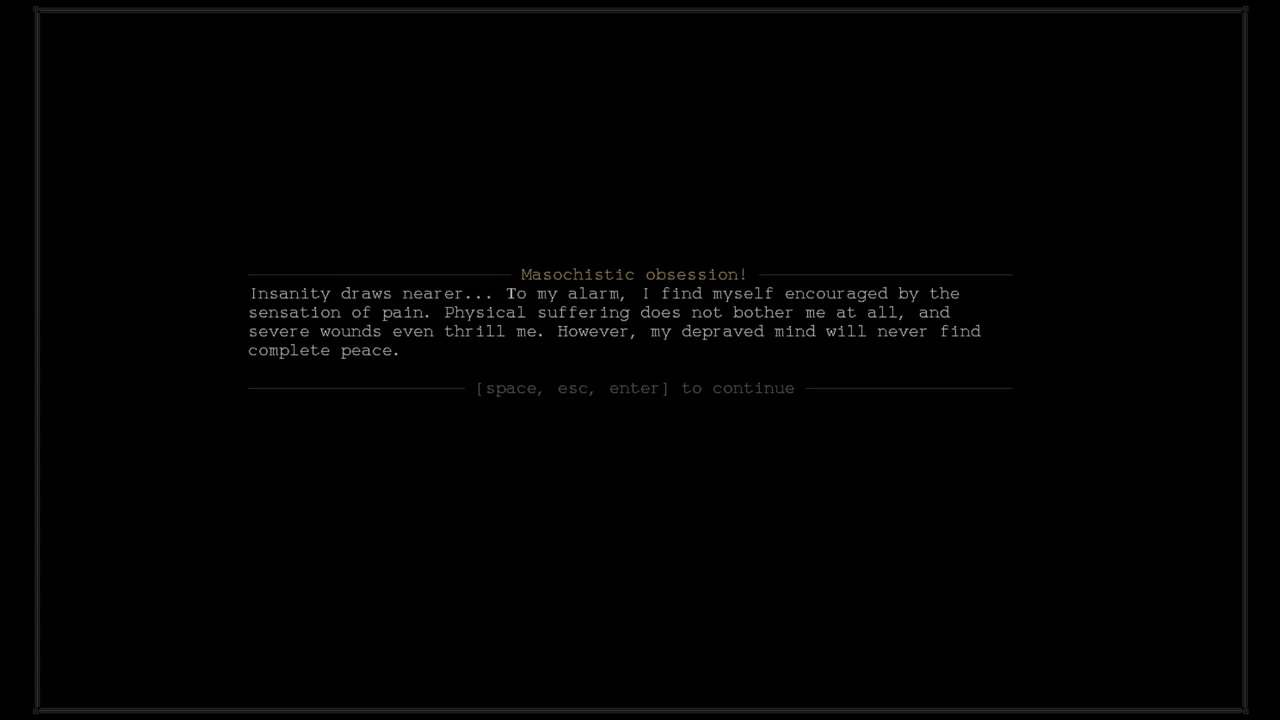 Masochistic obsession!
Insanity draws nearer... To my alarm, I find myself encouraged by the
sensation of pain. Physical suffering does not bother me at all, and
severe wounds even thrill me. However, my depraved mind will never find
complete peace.
[space, esc, enter] to continue